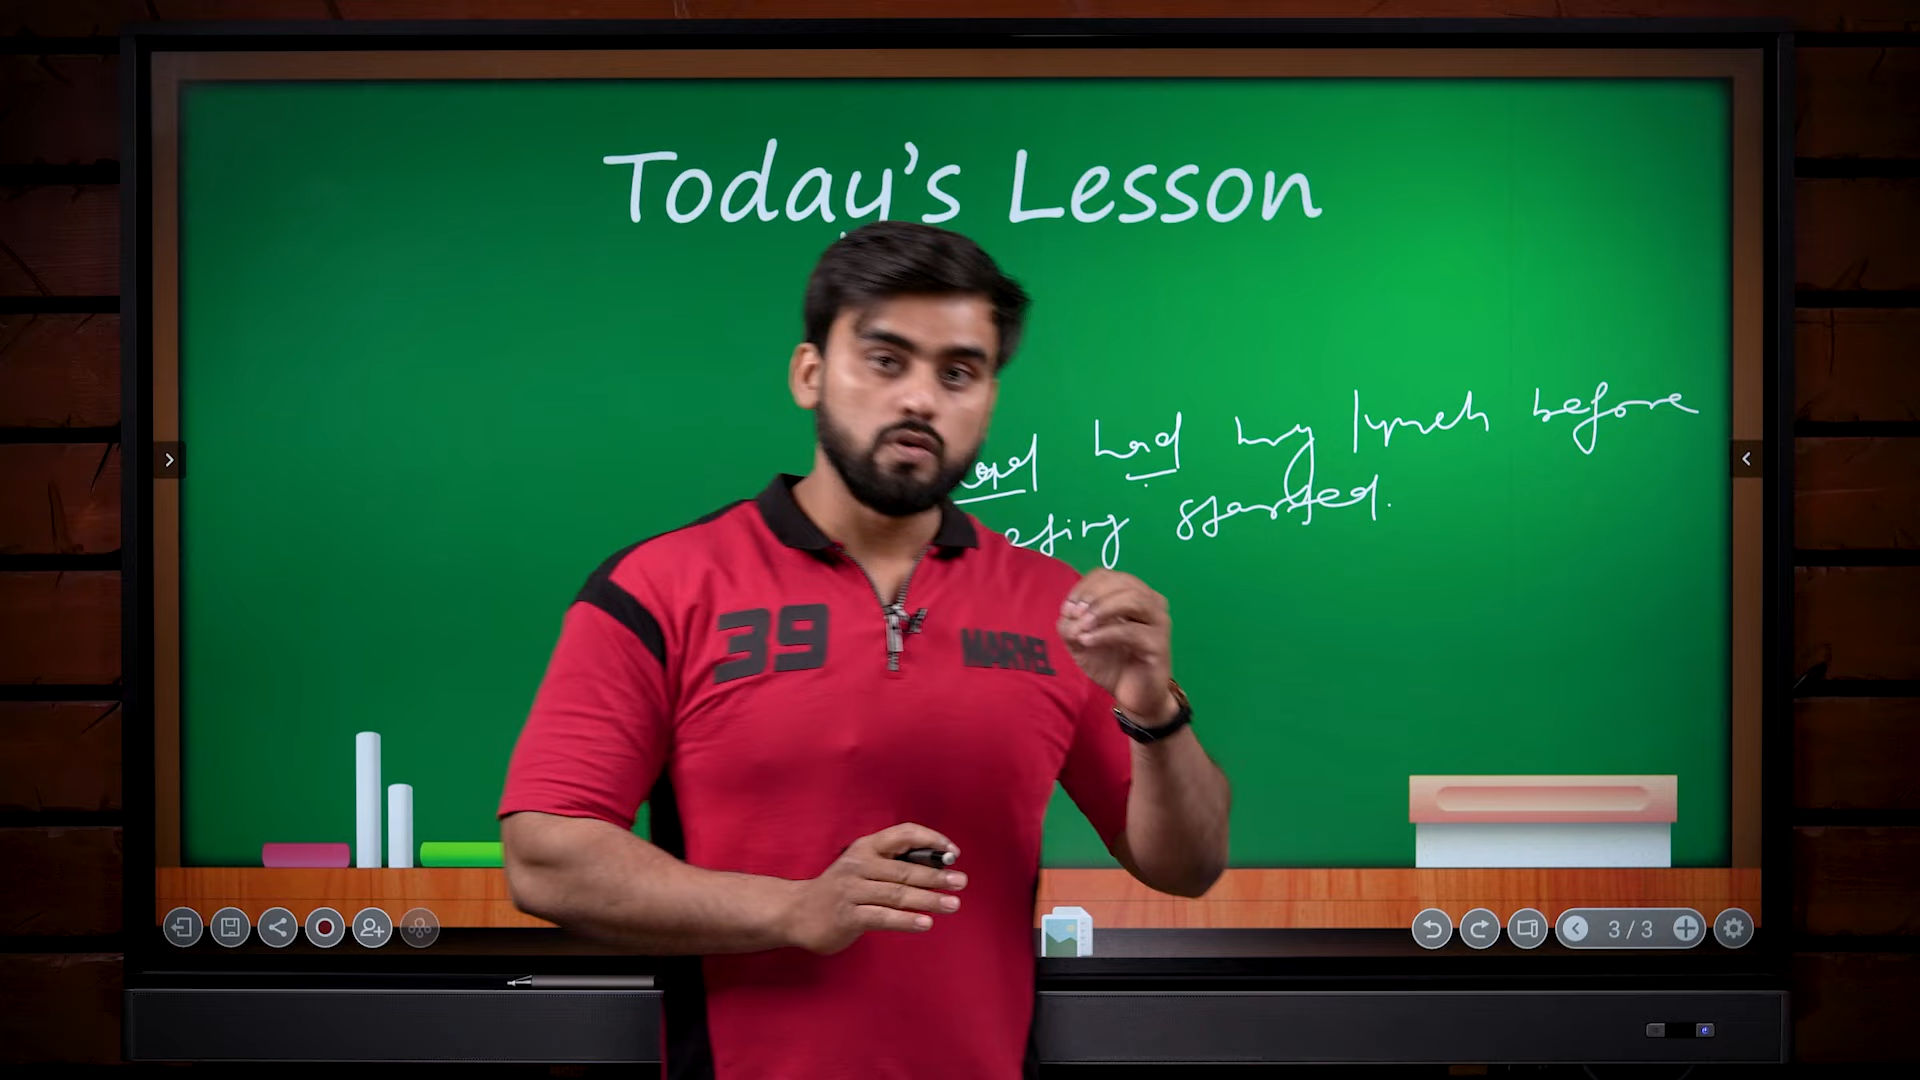 Today's Lesson
had my lunch before
started.
39
MARVEL
3/3